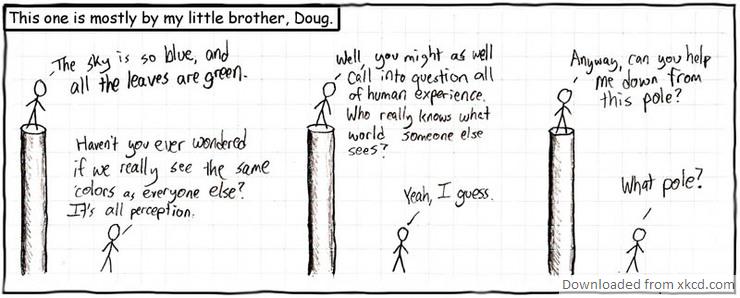 This one is mostly by my little brother, Doug.
The sky is so blue, and
all the leaves are green.
Haven't you ever wondered
if we really see the same
colors as everyone else?
It's all perception.
Well, you might as well
call into question all
of human experience.
Who really knows what
world someone else
sees?
Yeah, I guess.
Anyway, can you help
me down from
this pole?
What pole?
Downloaded from xkcd.com